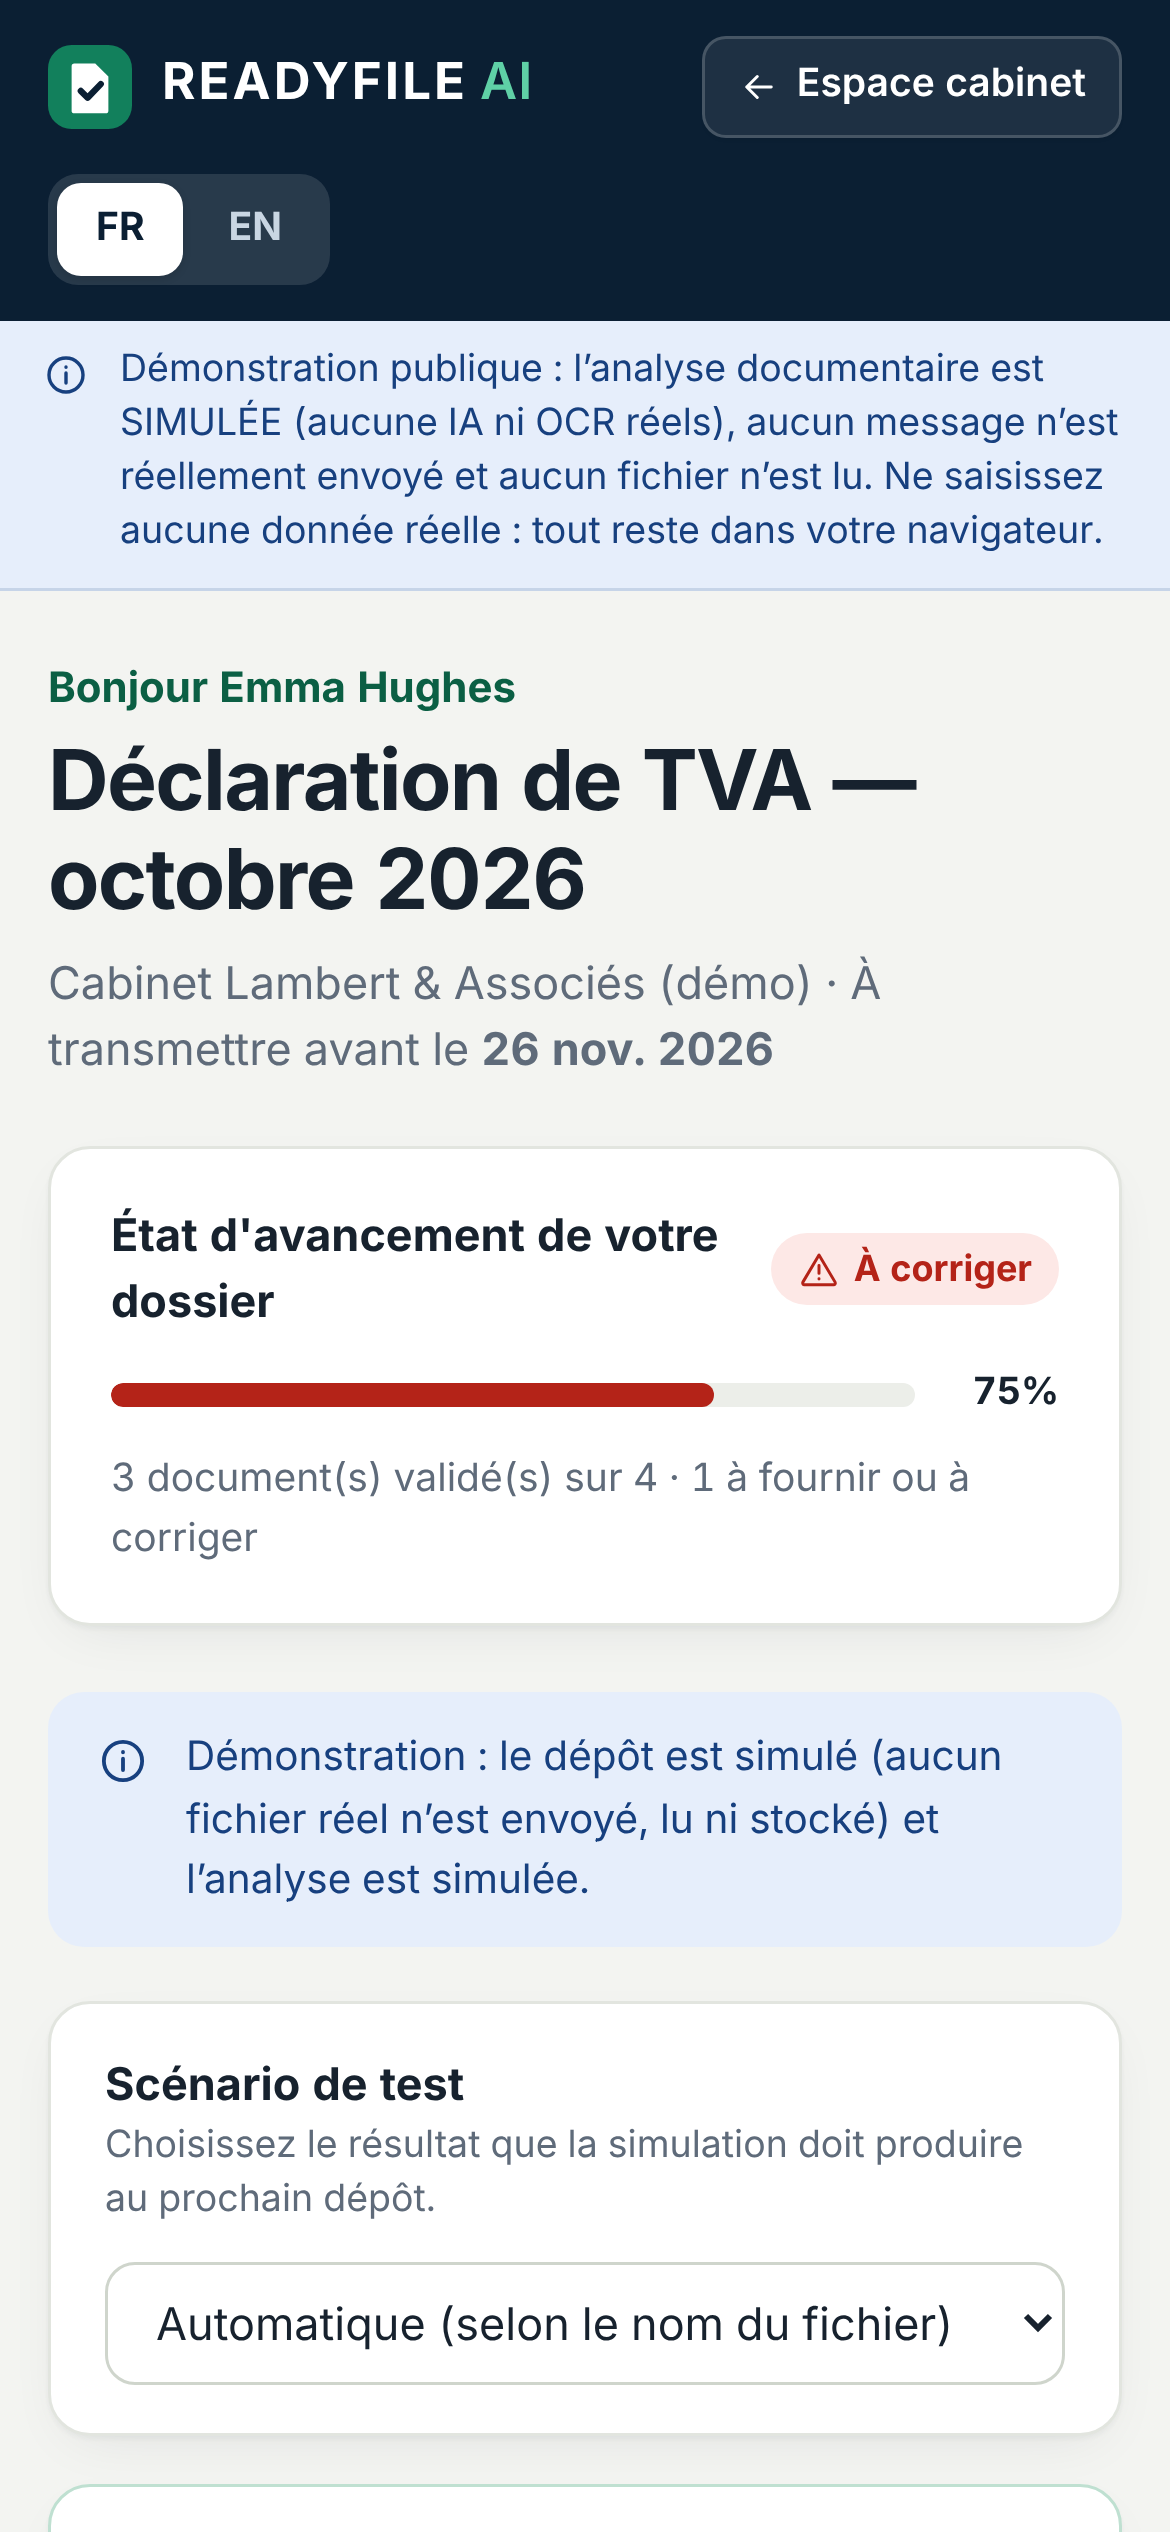 READYFILE AI
← Espace cabinet
FR
EN
Démonstration publique : l’analyse documentaire est
SIMULÉE (aucune IA ni OCR réels), aucun message n’est
réellement envoyé et aucun fichier n’est lu. Ne saisissez
aucune donnée réelle : tout reste dans votre navigateur.
Bonjour Emma Hughes
Déclaration de TVA —
octobre 2026
Cabinet Lambert & Associés (démo) · À
transmettre avant le 26 nov. 2026
État d'avancement de votre
dossier
À corriger
75%
3 document(s) validé(s) sur 4 · 1 à fournir ou à
corriger
Démonstration : le dépôt est simulé (aucun
fichier réel n’est envoyé, lu ni stocké) et
l’analyse est simulée.
Scénario de test
Choisissez le résultat que la simulation doit produire
au prochain dépôt.
Automatique (selon le nom du fichier)